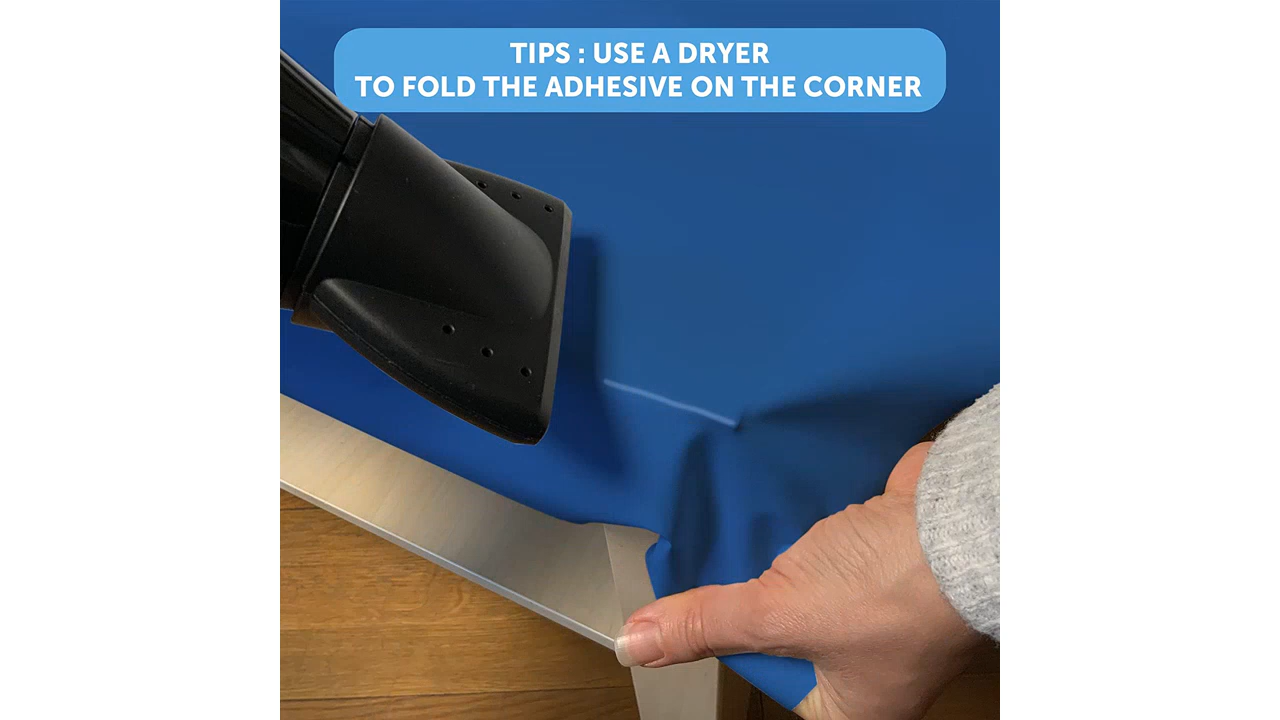 TIPS : USE A DRYER
TO FOLD THE ADHESIVE ON THE CORNER